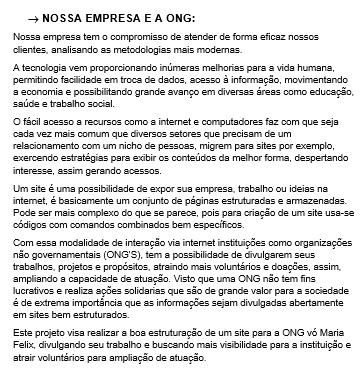 → NOSSA EMPRESA E A ONG:
Nossa empresa tem o compromisso de atender de forma eficaz nossos
clientes, analisando as metodologias mais modernas.
A tecnologia vem proporcionando inúmeras melhorias para a vida humana,
permitindo facilidade em troca de dados, acesso à informação, movimentando
a economia e possibilitando grande avanço em diversas áreas como educação,
saúde e trabalho social.
O fácil acesso a recursos como a internet e computadores faz com que seja
cada vez mais comum que diversos setores que precisam de um
relacionamento com um nicho de pessoas, migrem para sites por exemplo,
exercendo estratégias para exibir os conteúdos da melhor forma, despertando
interesse, assim gerando acessos.
Um site é uma possibilidade de expor sua empresa, trabalho ou ideias na
internet, é basicamente um conjunto de páginas estruturadas e armazenadas.
Pode ser mais complexo do que se parece, pois para criação de um site usa-se
códigos com comandos combinados bem específicos.
Com essa modalidade de interação via internet instituições como organizações
não governamentais (ONG'S), tem a possibilidade de divulgarem seus
trabalhos, projetos e propósitos, atraindo mais voluntários e doações, assim,
ampliando a capacidade de atuação. Visto que uma ONG não tem fins
lucrativos e realiza ações solidarias que são de grande valor para a sociedade
é de extrema importância que as informações sejam divulgadas abertamente
em sites bem estruturados.
Este projeto visa realizar a boa estruturação de um site para a ONG vó Maria
Felix, divulgando seu trabalho e buscando mais visibilidade para a instituição e
atrair voluntários para ampliação de atuação.